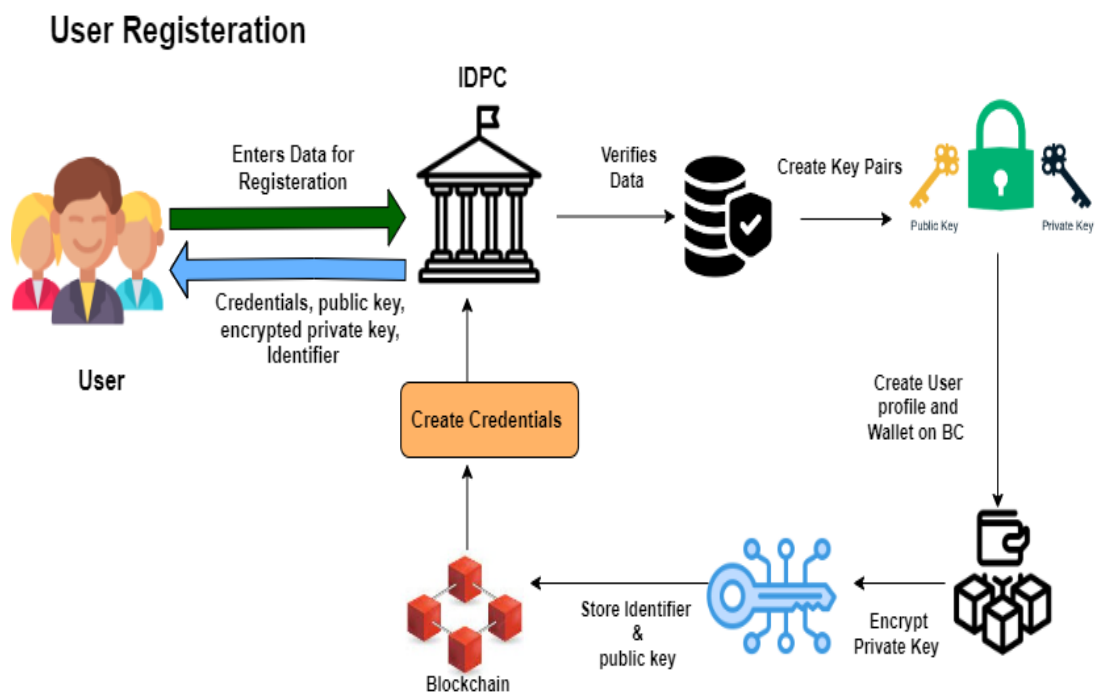 User Registeration
IDPC
Enters Data for
Registeration
Verifies
Data
Create Key Pairs
Public Key
Private Key
Credentials, public key,
encrypted private key,
Identifier
User
Create Credentials
Create User
profile and
Wallet on BC
Store Identifier
&
public key
Encrypt
Private Key
Blockchain